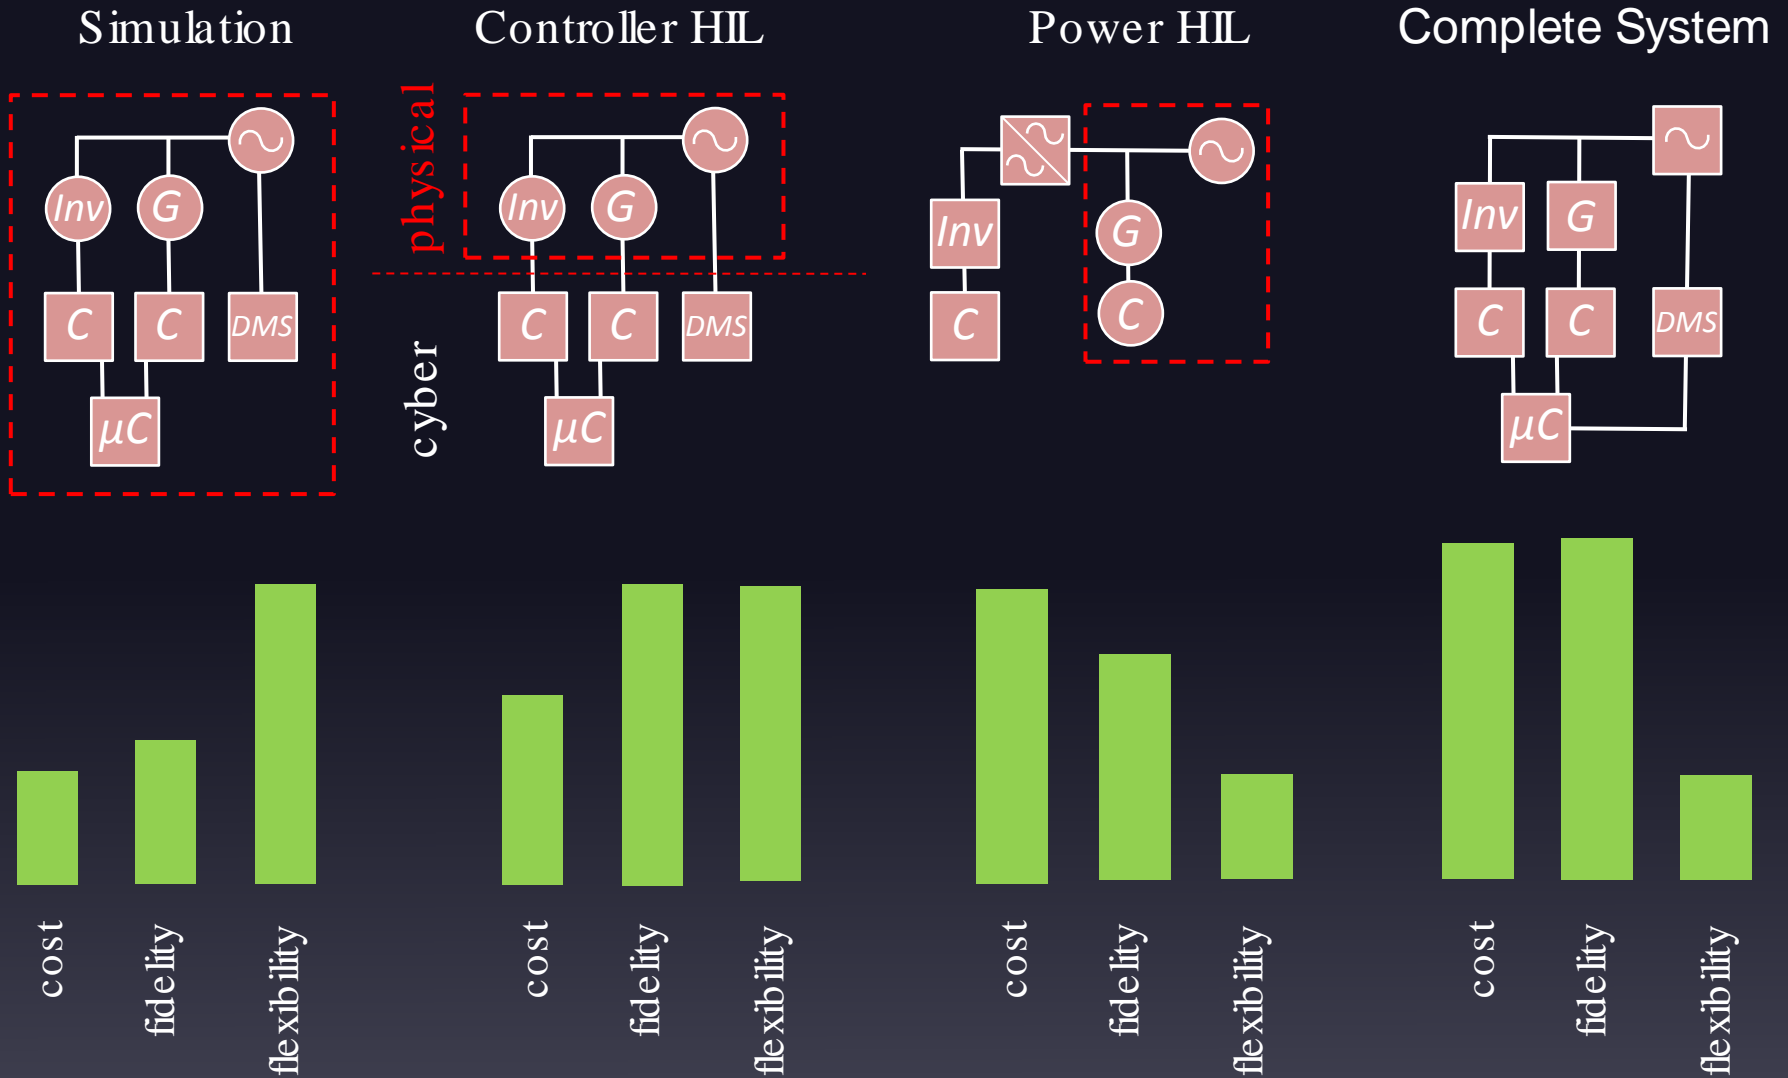 Simulation
Controller HIL
Power HIL
Complete System
physical
cyber
Inv
G
C
C
DMS
μC
Inv
G
C
C
DMS
μC
Inv
C
G
C
Inv
G
C
C
DMS
μC
cost
fidelity
flexibility
cost
fidelity
flexibility
cost
fidelity
flexibility
cost
fidelity
flexibility